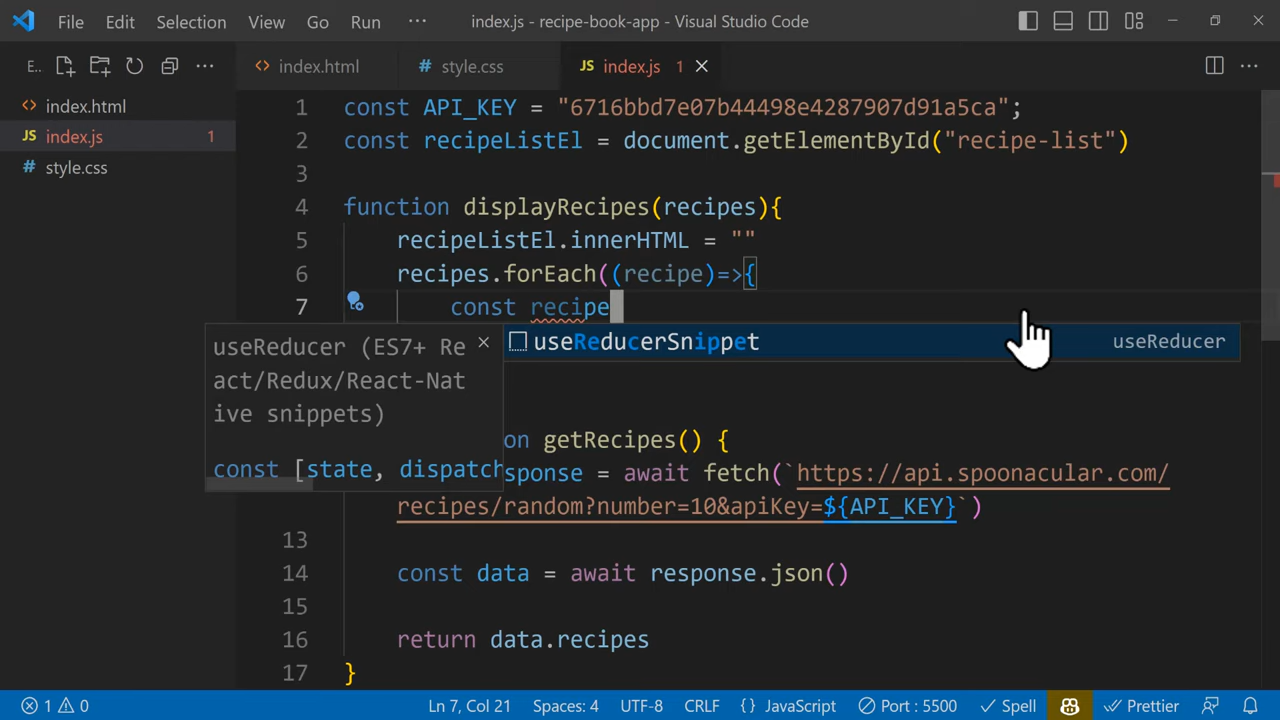 File Edit Selection View Go Run ··· index.js - recipe-book-app - Visual Studio Code
E.. ···
index.html
index.js 1
style.css
index.html style.css JS index.js 1
1 const API_KEY = "6716bbd7e07b44498e4287907d91a5ca";
2 const recipeListEl = document.getElementById("recipe-list")
3
4 function displayRecipes(recipes){
5 recipeListEl.innerHTML = ""
6 recipes.forEach((recipe)=>{
7 const recipe
useReducerSnippet useReducer
useReducer (ES7+ Re
act/Redux/React-Nat
ive snippets)
const [state, dispatch
on getRecipes() {
sponse = await fetch(`https://api.spoonacular.com/
recipes/random?number=10&apiKey=${API_KEY}`)
13
14 const data = await response.json()
15
16 return data.recipes
17 }
1 0 Ln 7, Col 21 Spaces: 4 UTF-8 CRLF {} JavaScript Port : 5500 Spell Prettier